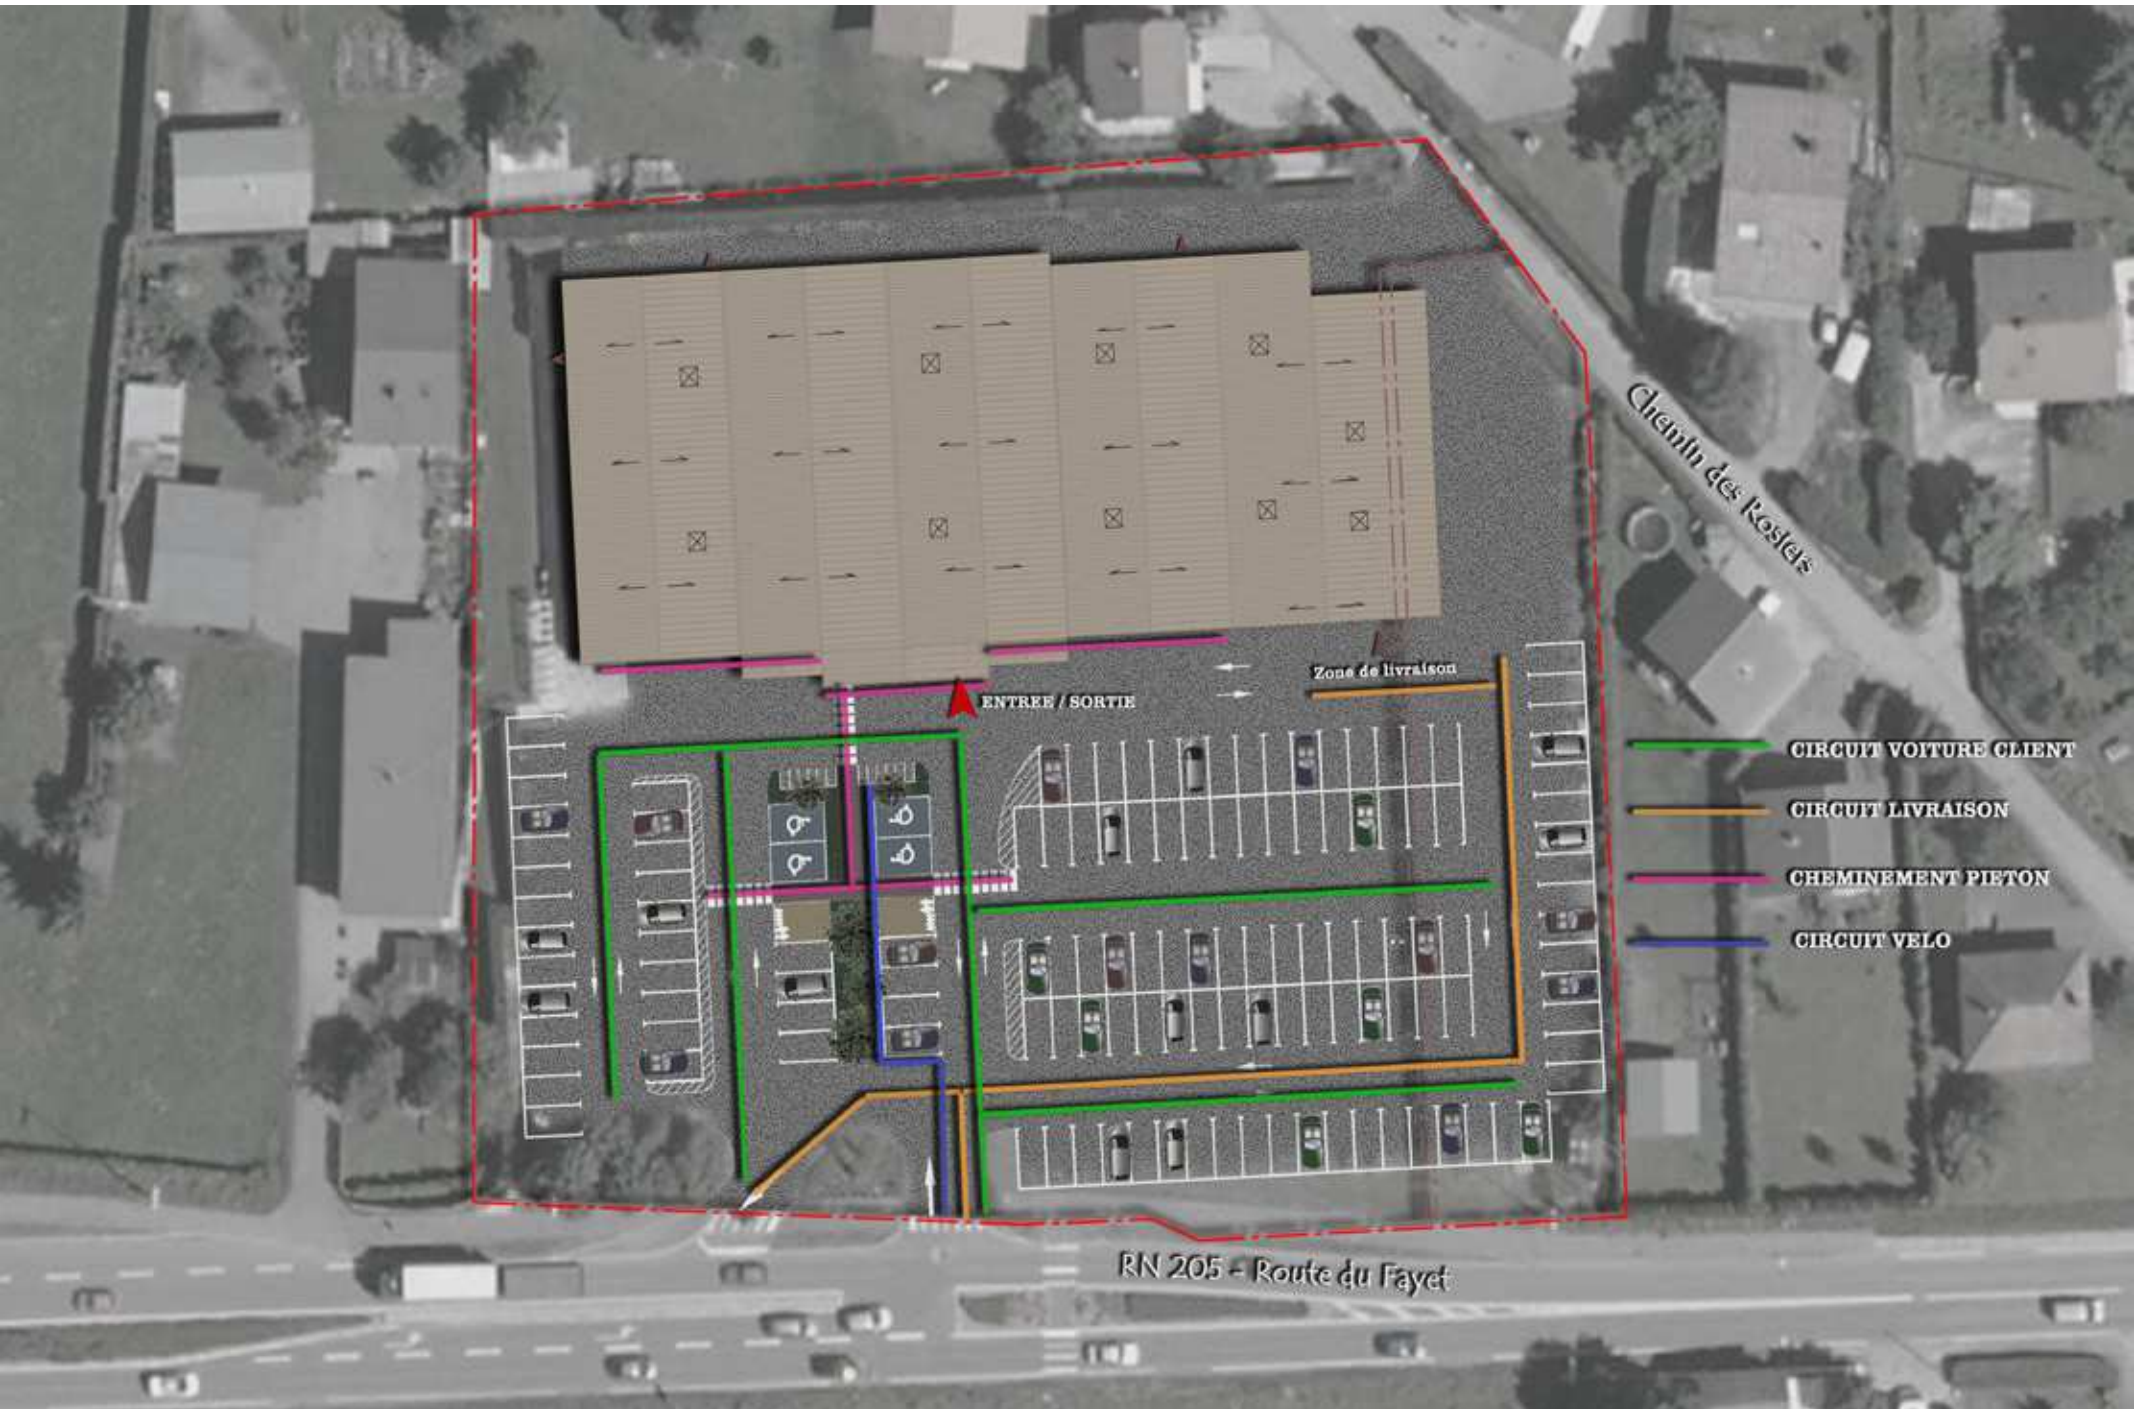 Chemin des Rosiers
Zone de livraison
ENTREE / SORTIE
CIRCUIT VOITURE CLIENT
CIRCUIT LIVRAISON
CHEMINEMENT PIETON
CIRCUIT VELO
RN 205 - Route du Fayet